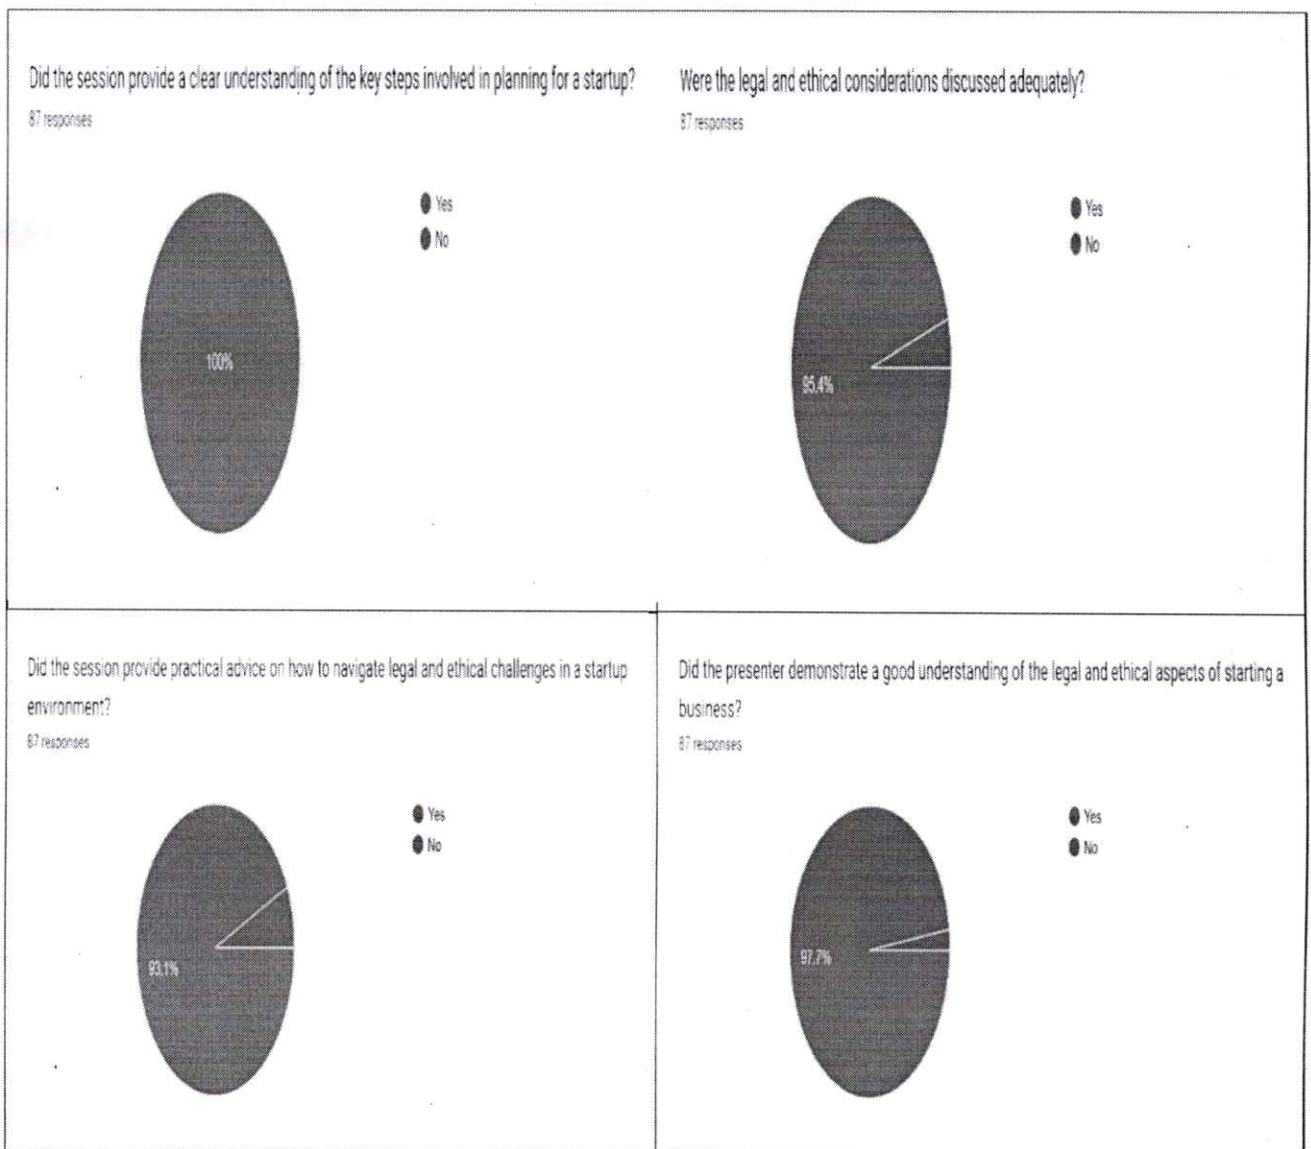 Did the session provide a clear understanding of the key steps involved in planning for a startup?
87 responses
Yes
No
100%
Were the legal and ethical considerations discussed adequately?
87 responses
Yes
No
95.4%
Did the session provide practical advice on how to navigate legal and ethical challenges in a startup
environment?
87 responses
Yes
No
93.1%
Did the presenter demonstrate a good understanding of the legal and ethical aspects of starting a
business?
87 responses
Yes
No
97.7%